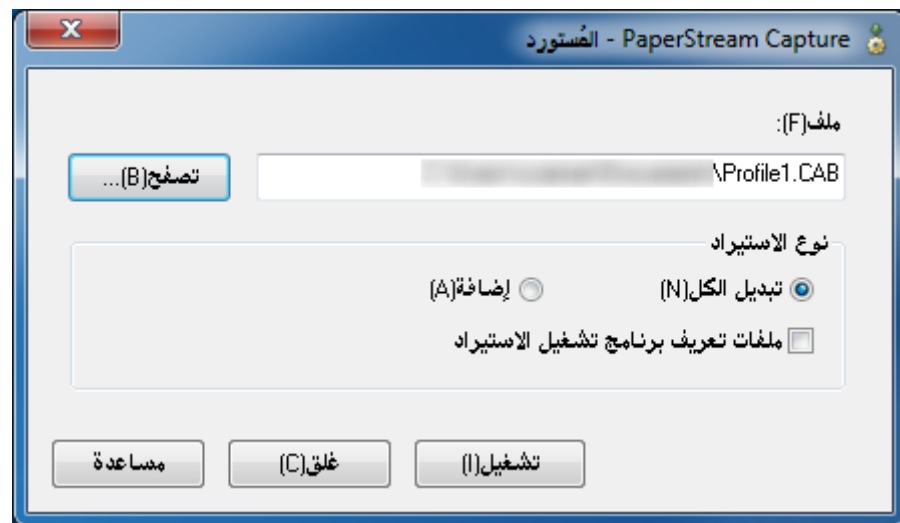 PaperStream Capture - المُستورد
ملف(F):
\Profile1.CAB
تصفح(B)...
نوع الاستيراد
تبديل الكل(N)
إضافة(A)
ملفات تعريف برنامج تشغيل الاستيراد
تشغيل(I)
غلق(C)
مساعدة